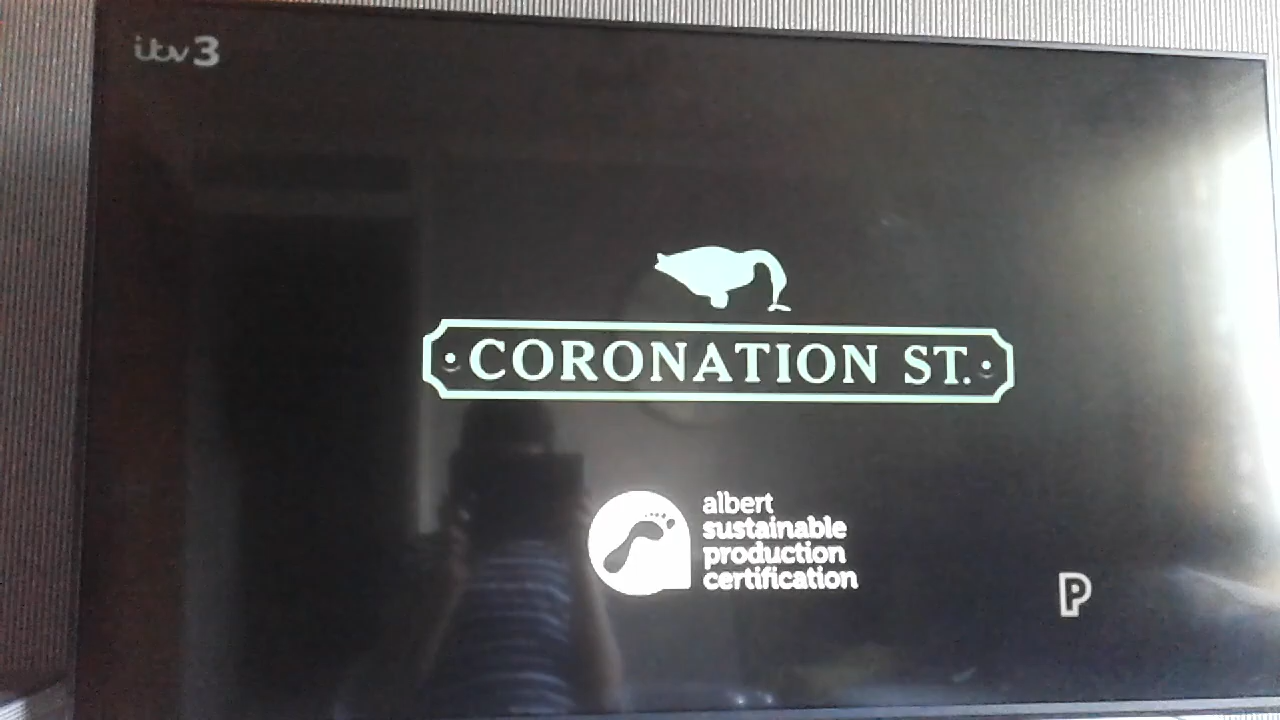 itv3
CORONATION ST.
albert
sustainable
production
certification
P